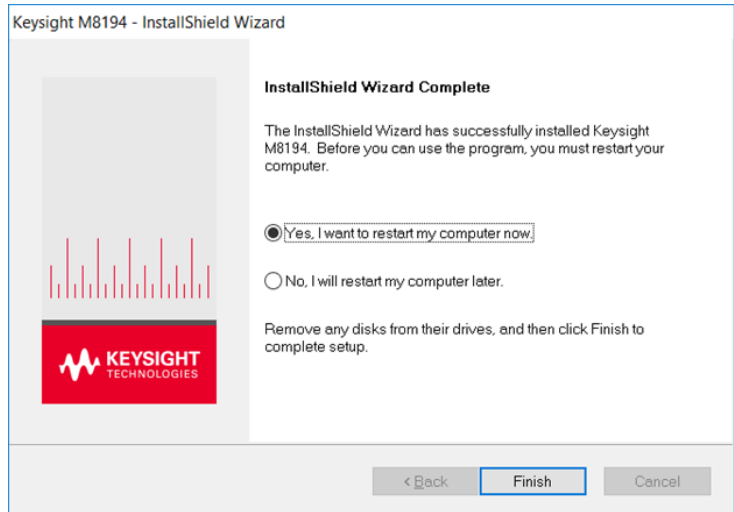 Keysight M8194 - InstallShield Wizard
InstallShield Wizard Complete
The InstallShield Wizard has successfully installed Keysight
M8194. Before you can use the program, you must restart your
computer.
Yes, I want to restart my computer now.
No, I will restart my computer later.
Remove any disks from their drives, and then click Finish to
complete setup.
KEYSIGHT
TECHNOLOGIES
< Back
Finish
Cancel